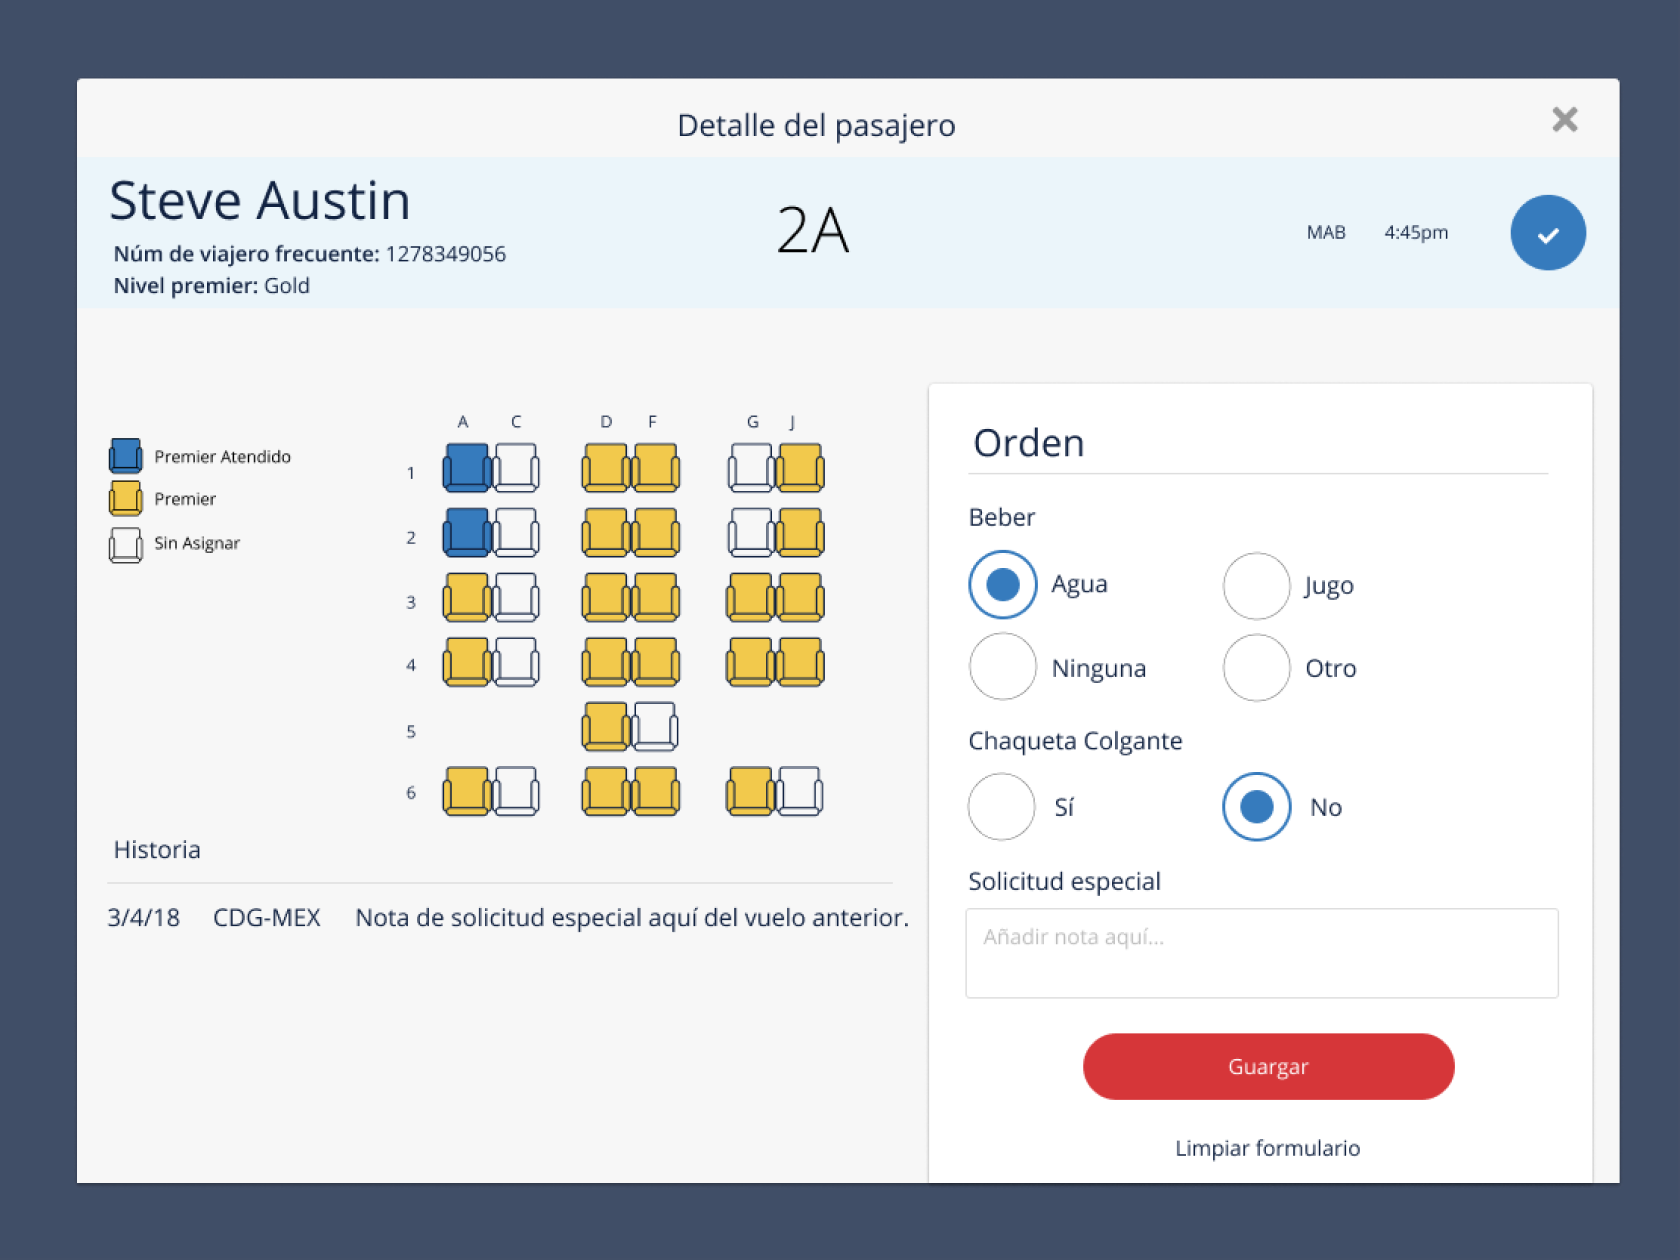 Detalle del pasajero
Steve Austin
Núm de viajero frecuente: 1278349056
Nivel premier: Gold
2A
MAB 4:45pm
Premier Atendido
Premier
Sin Asignar
A C D F G J
1
2
3
4
5
6
Historia
3/4/18 CDG-MEX Nota de solicitud especial aquí del vuelo anterior.
Orden
Beber
Agua Jugo
Ninguna Otro
Chaqueta Colgante
Sí No
Solicitud especial
Añadir nota aquí...
Guargar
Limpiar formulario